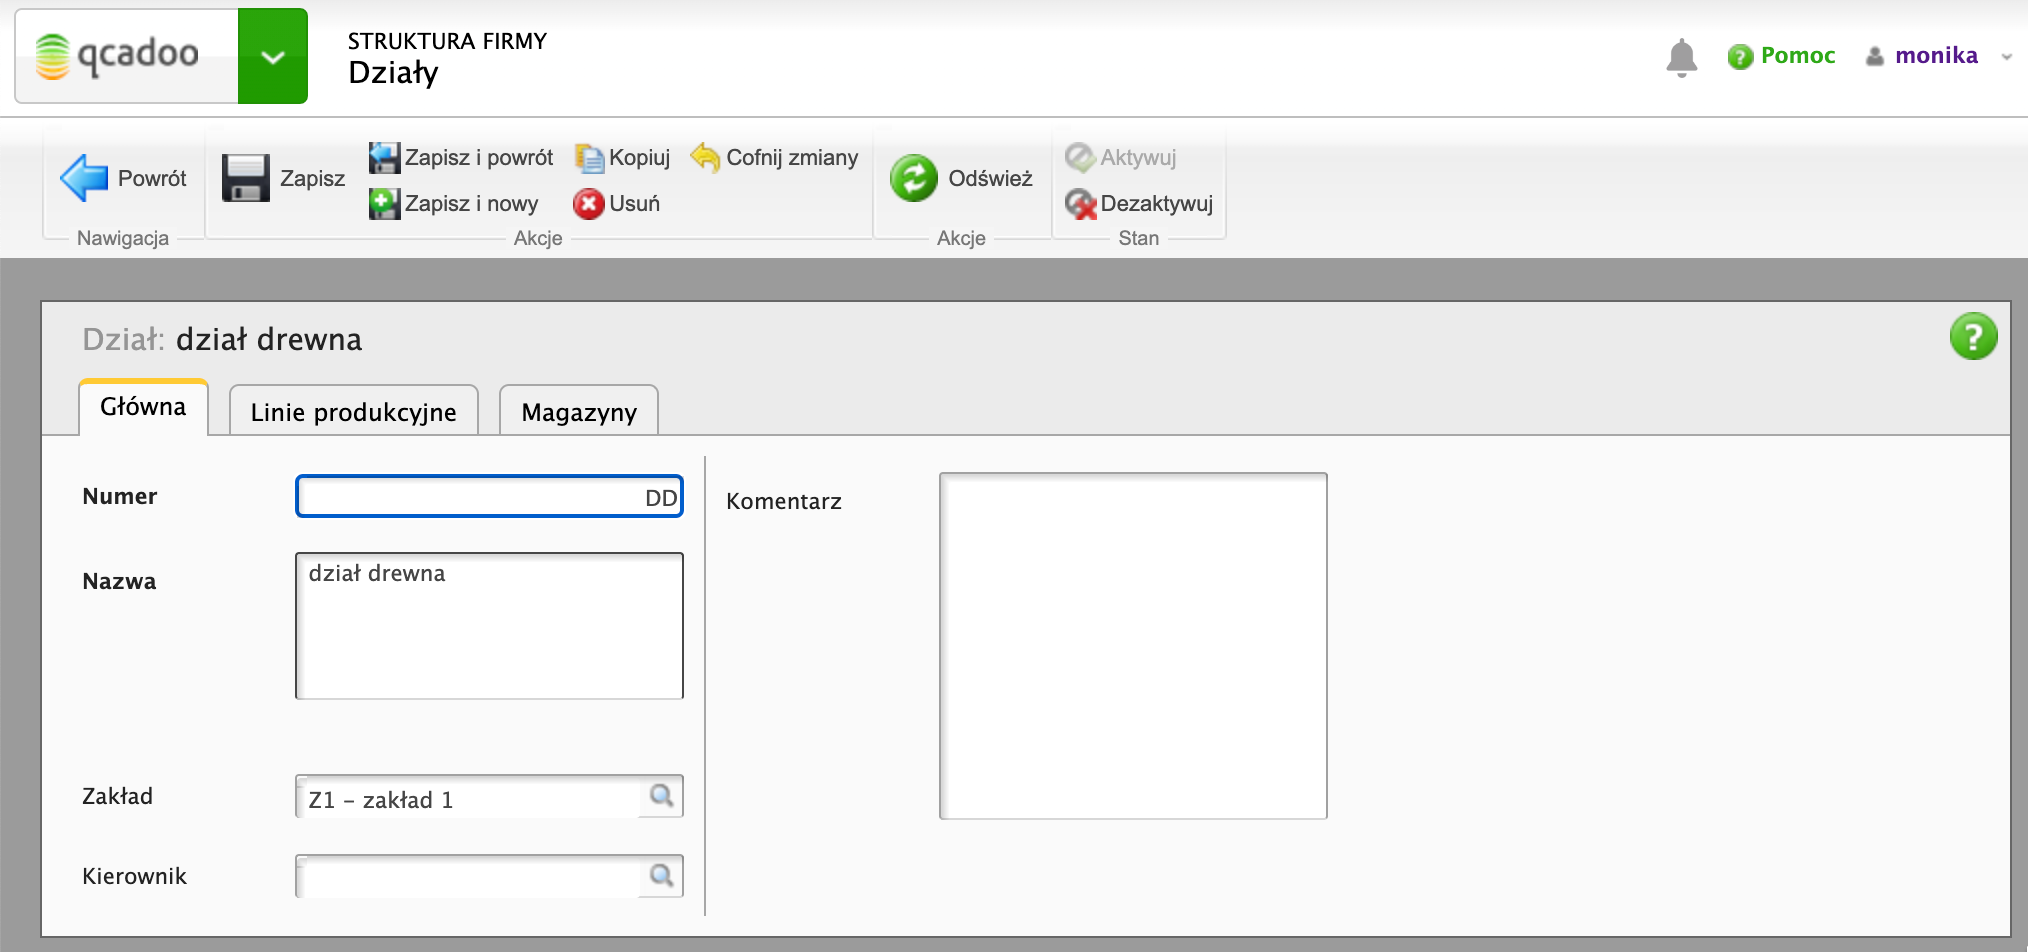 qcadoo
STRUKTURA FIRMY
Działy
Pomoc
monika
Powrót
Nawigacja
Zapisz
Zapisz i powrót
Zapisz i nowy
Kopiuj
Usuń
Cofnij zmiany
Akcje
Odśwież
Akcje
Aktywuj
Dezaktywuj
Stan
Dział: dział drewna
Główna
Linie produkcyjne
Magazyny
Numer
DD
Nazwa
dział drewna
Zakład
Z1 – zakład 1
Kierownik
Komentarz